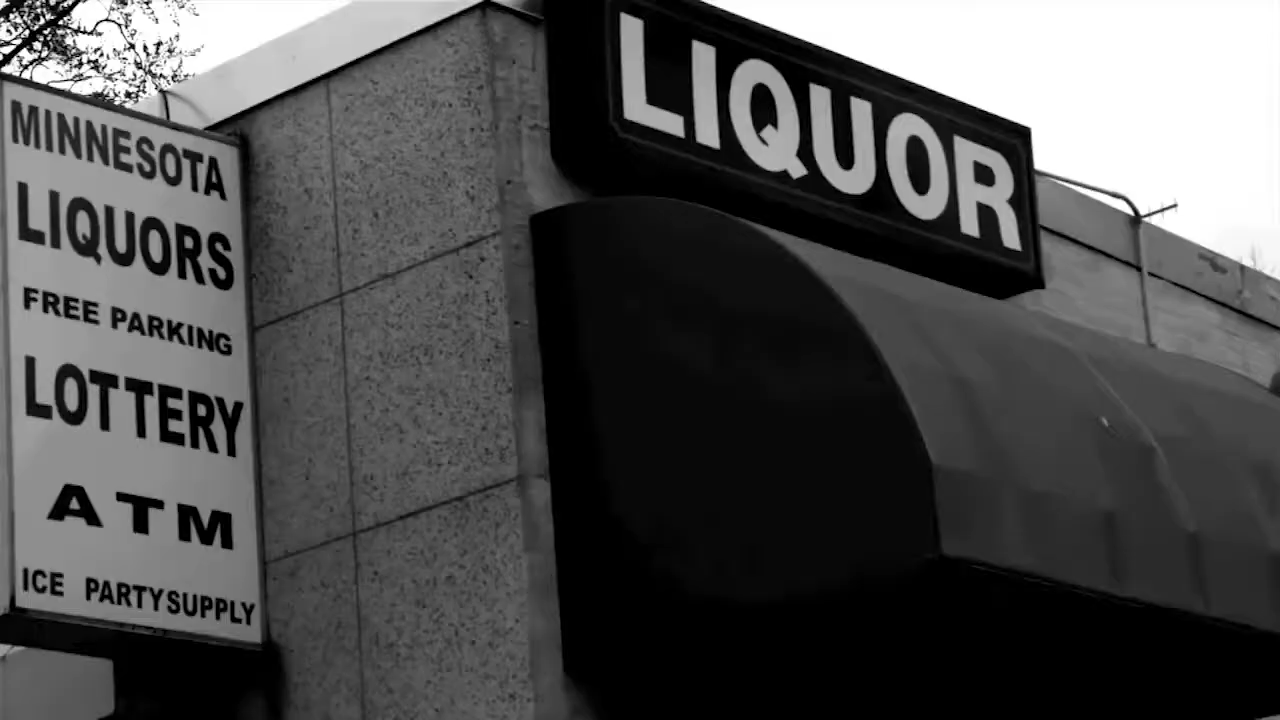 MINNESOTA
LIQUORS
FREE PARKING
LOTTERY
ATM
ICE PARTYSUPPLY
LIQUOR